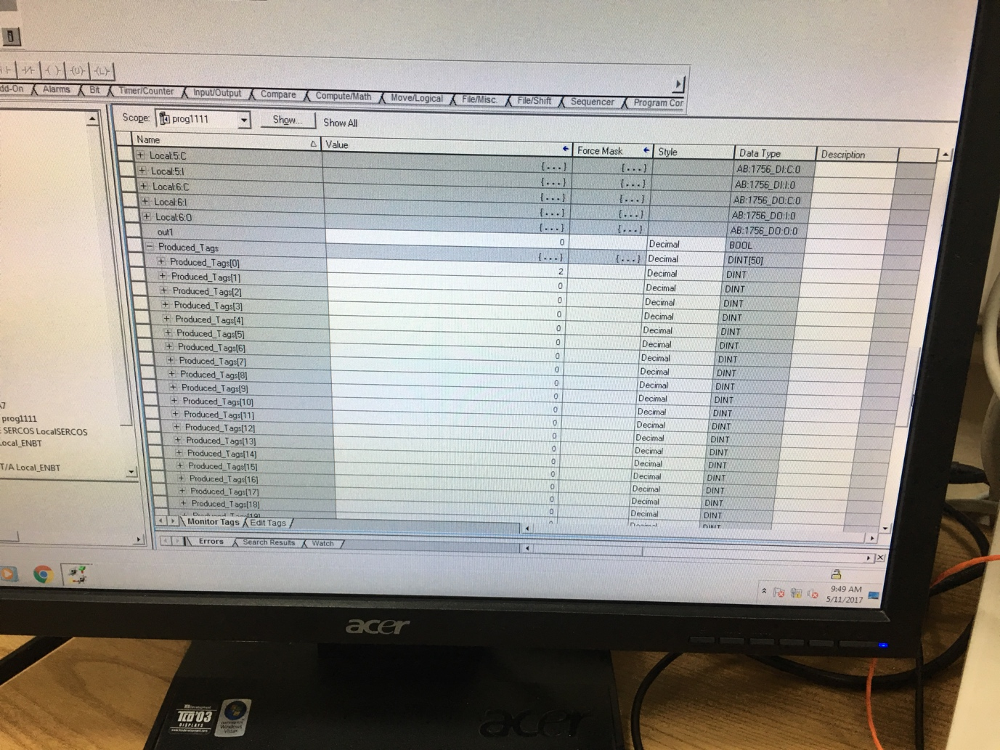 Alarms Bit Timer/Counter Input/Output Compare Compute/Math Move/Logical File/Misc. File/Shift Sequencer Program Cor
Scope: prog1111 Show... Show All
Name Value Force Mask Style Data Type Description
Local:5:C {...} {...} AB:1756_DI:C:0
Local:5:I {...} {...} AB:1756_DI:I:0
Local:6:C {...} {...} AB:1756_DO:C:0
Local:6:I {...} {...} AB:1756_DO:I:0
Local:6:O {...} {...} AB:1756_DO:O:0
out1 0 Decimal BOOL
Produced_Tags {...} {...} Decimal DINT[50]
Produced_Tags[0] 2 Decimal DINT
Produced_Tags[1] 0 Decimal DINT
Produced_Tags[2] 0 Decimal DINT
Produced_Tags[3] 0 Decimal DINT
Produced_Tags[4] 0 Decimal DINT
Produced_Tags[5] 0 Decimal DINT
Produced_Tags[6] 0 Decimal DINT
Produced_Tags[7] 0 Decimal DINT
Produced_Tags[8] 0 Decimal DINT
Produced_Tags[9] 0 Decimal DINT
Produced_Tags[10] 0 Decimal DINT
Produced_Tags[11] 0 Decimal DINT
Produced_Tags[12] 0 Decimal DINT
Produced_Tags[13] 0 Decimal DINT
Produced_Tags[14] 0 Decimal DINT
Produced_Tags[15] 0 Decimal DINT
Produced_Tags[16] 0 Decimal DINT
Produced_Tags[17] 0 Decimal DINT
Produced_Tags[18] 0 Decimal DINT
Monitor Tags Edit Tags
Errors Search Results Watch
A7
prog1111
SERCOS LocalSERCOS
Local_ENBT
T/A Local_ENBT
9:49 AM
5/11/2017
acer
TCO'03
DISPLAYS
Windows
Vista
acer